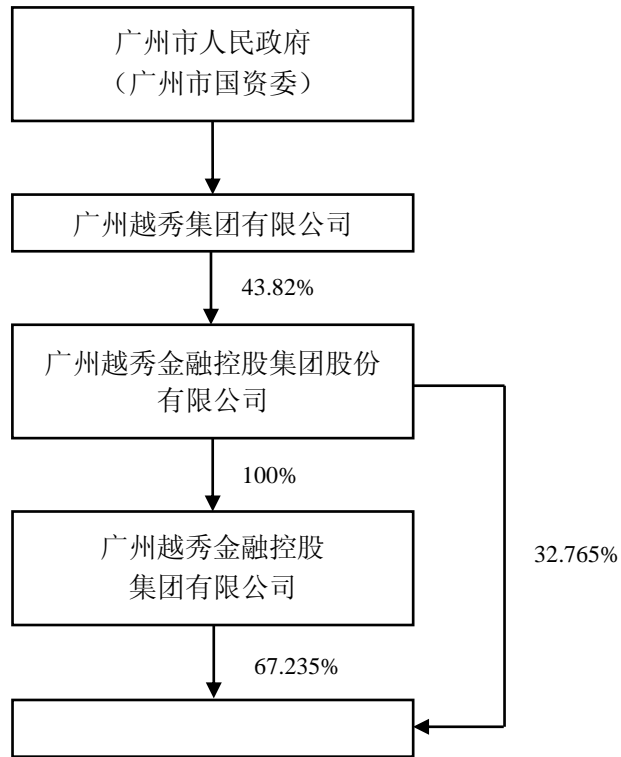 广州市人民政府
（广州市国资委）
广州越秀集团有限公司
43.82%
广州越秀金融控股集团股份
有限公司
100%
广州越秀金融控股
集团有限公司
32.765%
67.235%